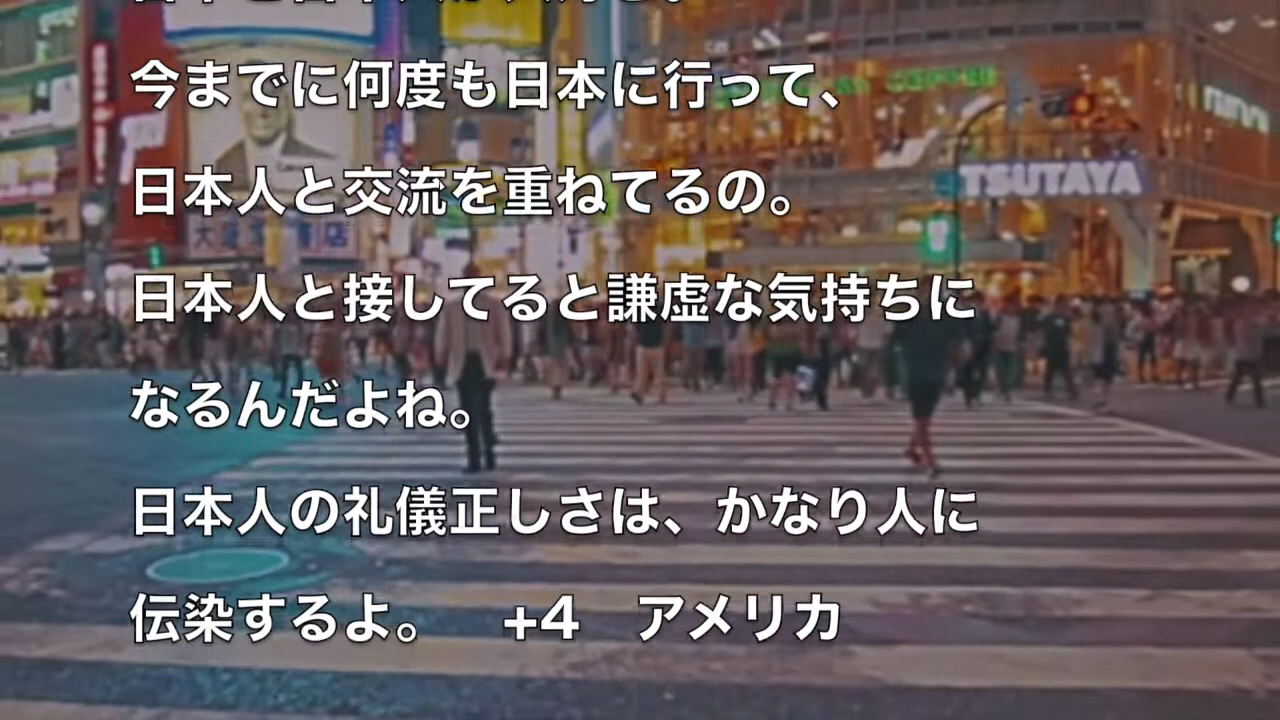 今までに何度も日本に行って、
日本人と交流を重ねてるの。
TSUTAYA
日本人と接してると謙虚な気持ちに
なるんだよね。
日本人の礼儀正しさは、かなり人に
伝染するよ。　+4　アメリカ